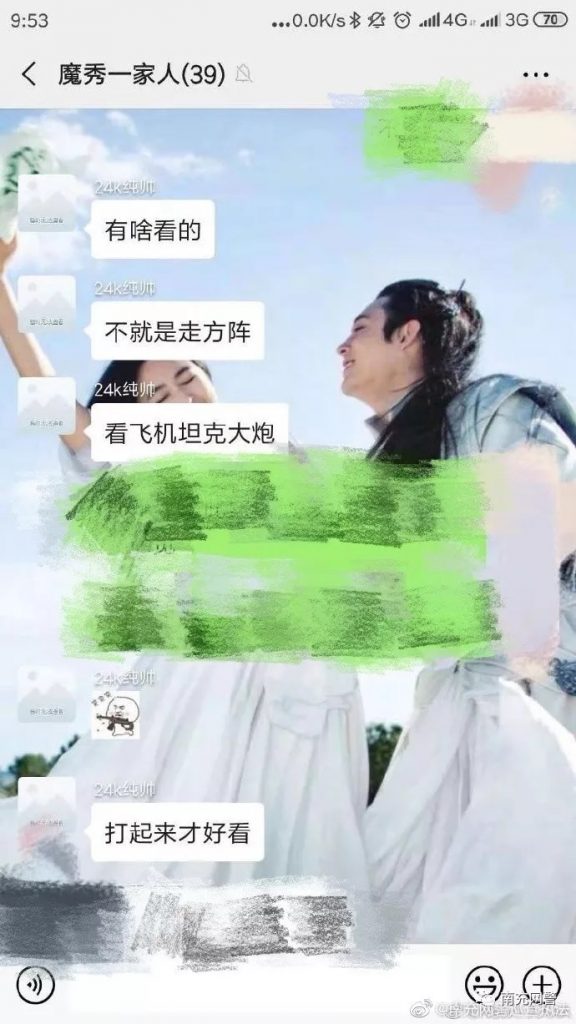 9:53
...0.0K/s
4G
3G
70
魔秀一家人(39)
24k纯帅
有啥看的
24k纯帅
不就是走方阵
24k纯帅
看飞机坦克大炮
24k纯帅
24k纯帅
打起来才好看
南充网警